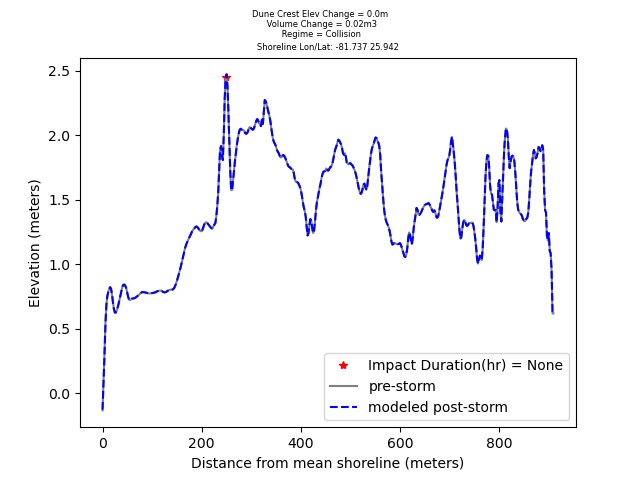 Dune Crest Elev Change = 0.0m
Volume Change = 0.02m3
Regime = Collision
Shoreline Lon/Lat: -81.737 25.942
2.5
2.0
1.5
1.0
0.5
0.0
Elevation (meters)
Impact Duration(hr) = None
pre-storm
modeled post-storm
0 200 400 600 800
Distance from mean shoreline (meters)